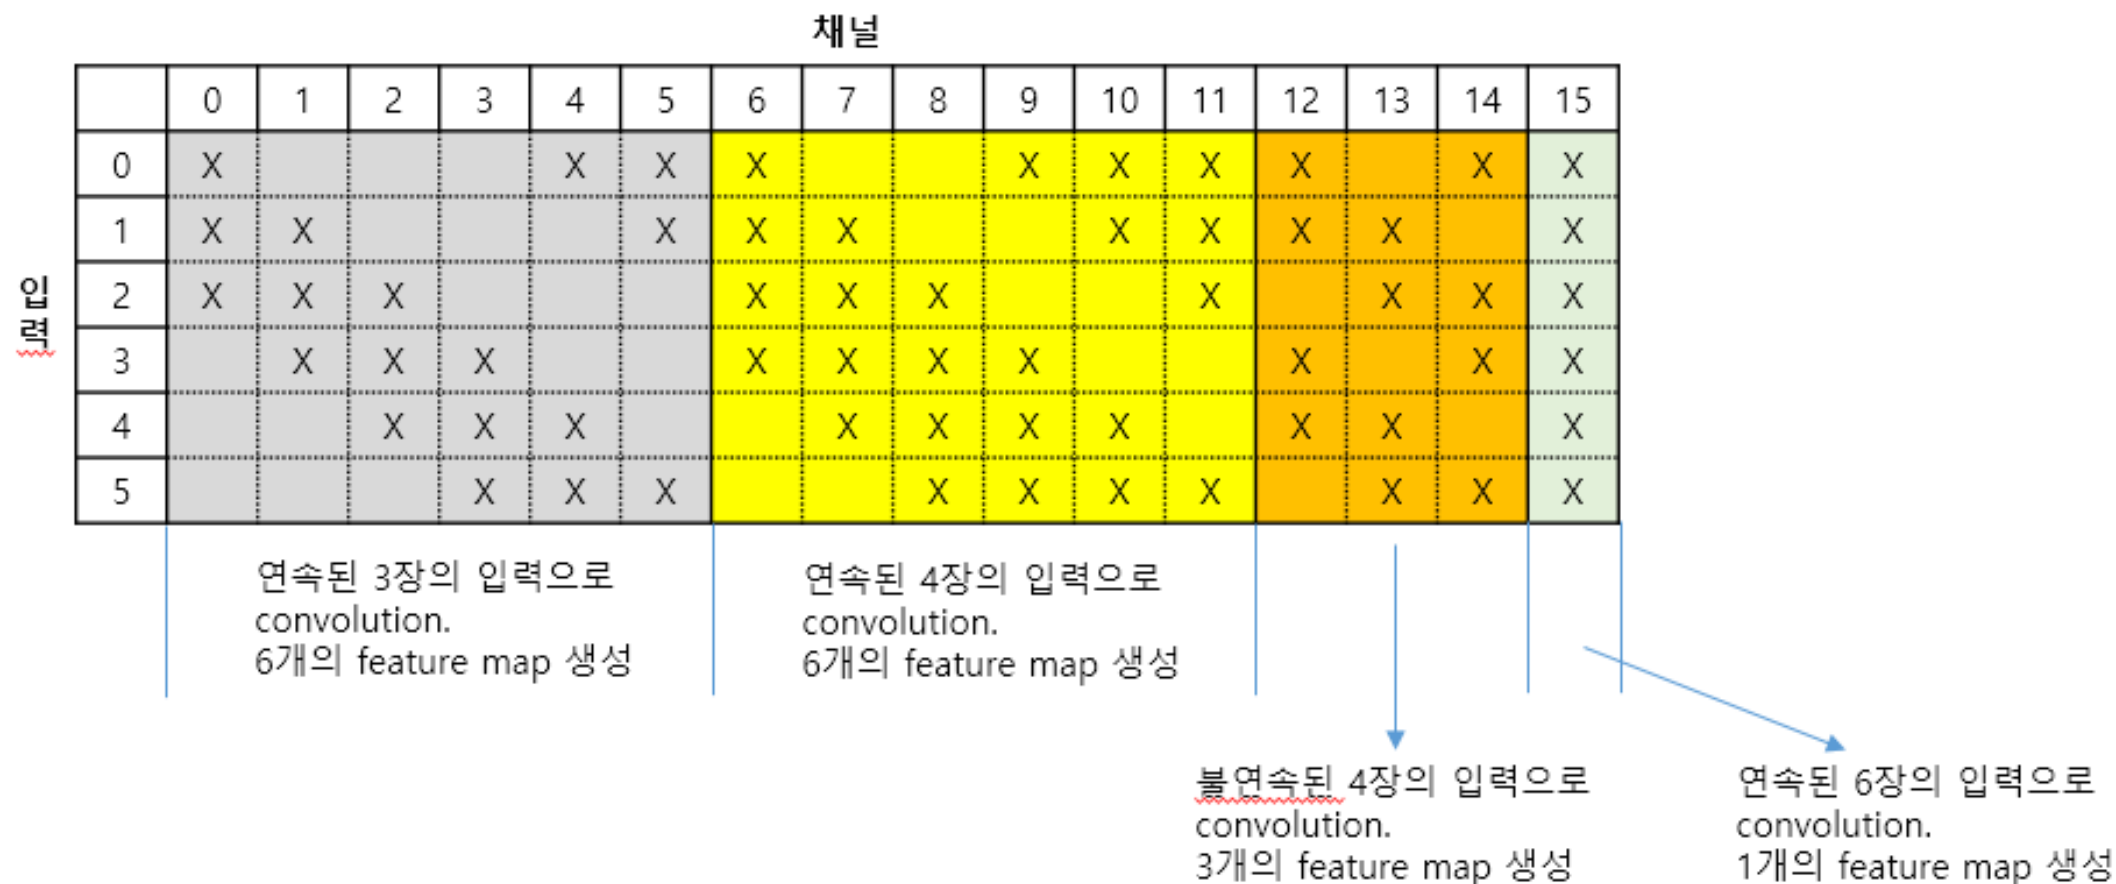 채널
0 1 2 3 4 5 6 7 8 9 10 11 12 13 14 15
0 X X X X X X X X X X
1 X X X X X X X X X X
2 X X X X X X X X X X
3 X X X X X X X X X X
4 X X X X X X X X X X
5 X X X X X X X X X X
입
력
연속된 3장의 입력으로
convolution.
6개의 feature map 생성
연속된 4장의 입력으로
convolution.
6개의 feature map 생성
불연속된 4장의 입력으로
convolution.
3개의 feature map 생성
연속된 6장의 입력으로
convolution.
1개의 feature map 생성